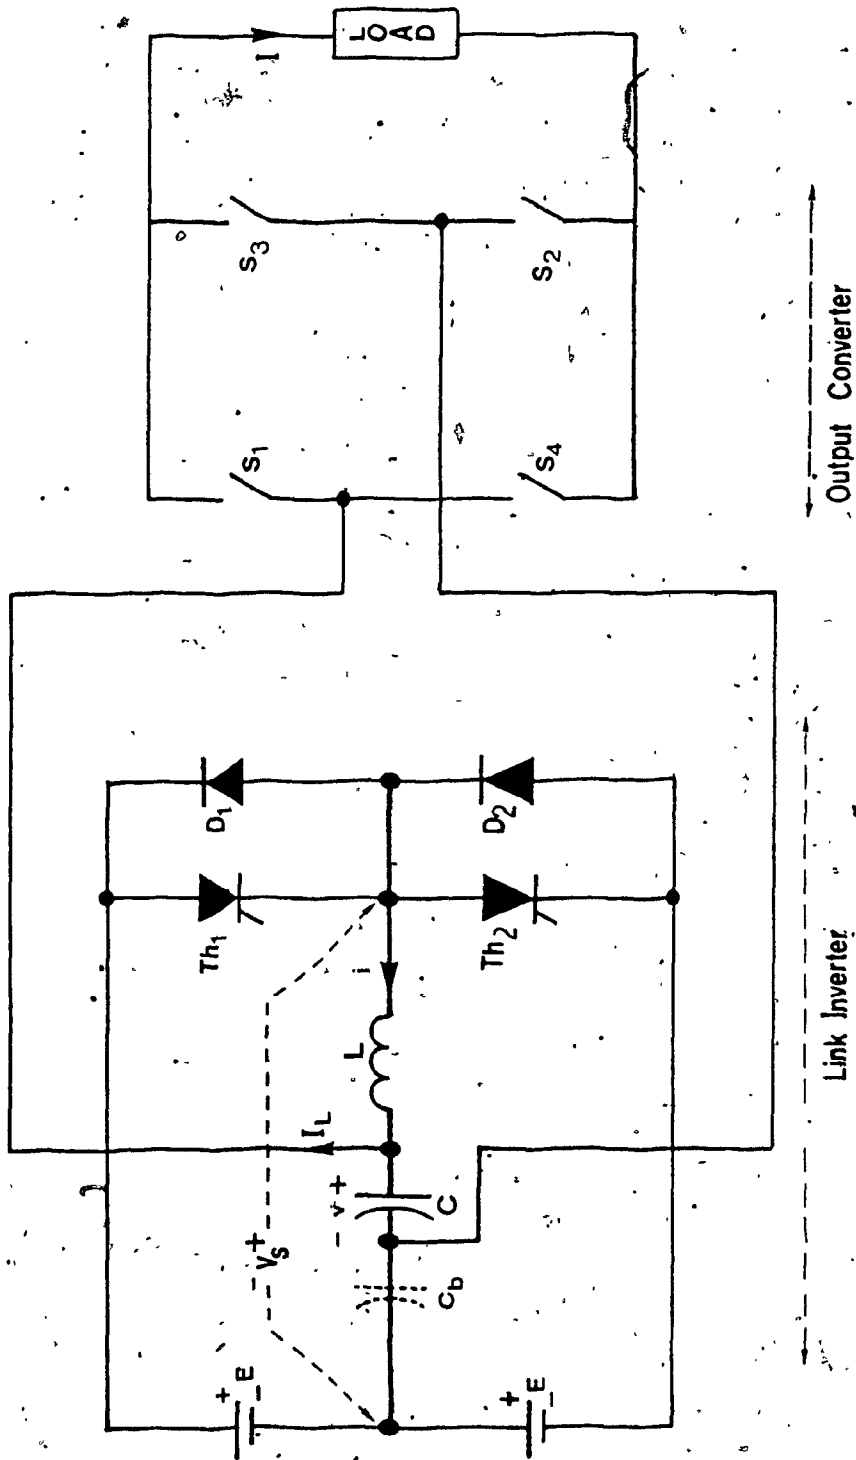 LOAD
I
S3
S2
S1
S4
D1
D2
Th1
Th2
i
L
IL
- v +
C
- Vs +
Cb
+
- E
+
- E
Link Inverter
Output Converter